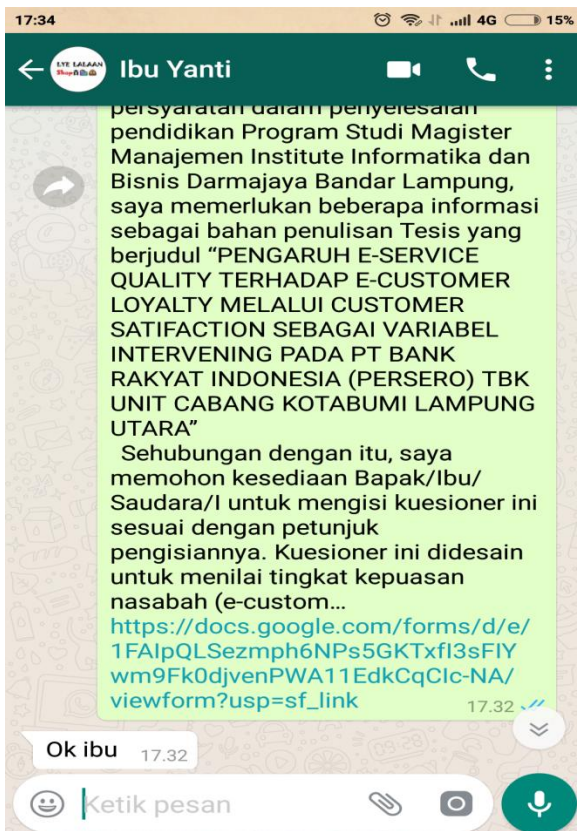 17:34
4G 15%
LYE LALAAN
Shop
Ibu Yanti
persyaratan dalam penyelesaian
pendidikan Program Studi Magister
Manajemen Institute Informatika dan
Bisnis Darmajaya Bandar Lampung,
saya memerlukan beberapa informasi
sebagai bahan penulisan Tesis yang
berjudul “PENGARUH E-SERVICE
QUALITY TERHADAP E-CUSTOMER
LOYALTY MELALUI CUSTOMER
SATIFACTION SEBAGAI VARIABEL
INTERVENING PADA PT BANK
RAKYAT INDONESIA (PERSERO) TBK
UNIT CABANG KOTABUMI LAMPUNG
UTARA”
Sehubungan dengan itu, saya
memohon kesediaan Bapak/Ibu/
Saudara/I untuk mengisi kuesioner ini
sesuai dengan petunjuk
pengisiannya. Kuesioner ini didesain
untuk menilai tingkat kepuasan
nasabah (e-custom...
https://docs.google.com/forms/d/e/
1FAIpQLSezmph6NPs5GKTxfI3sFIY
wm9Fk0djvenPWA11EdkCqCIc-NA/
viewform?usp=sf_link
17.32
Ok ibu 17.32
Ketik pesan